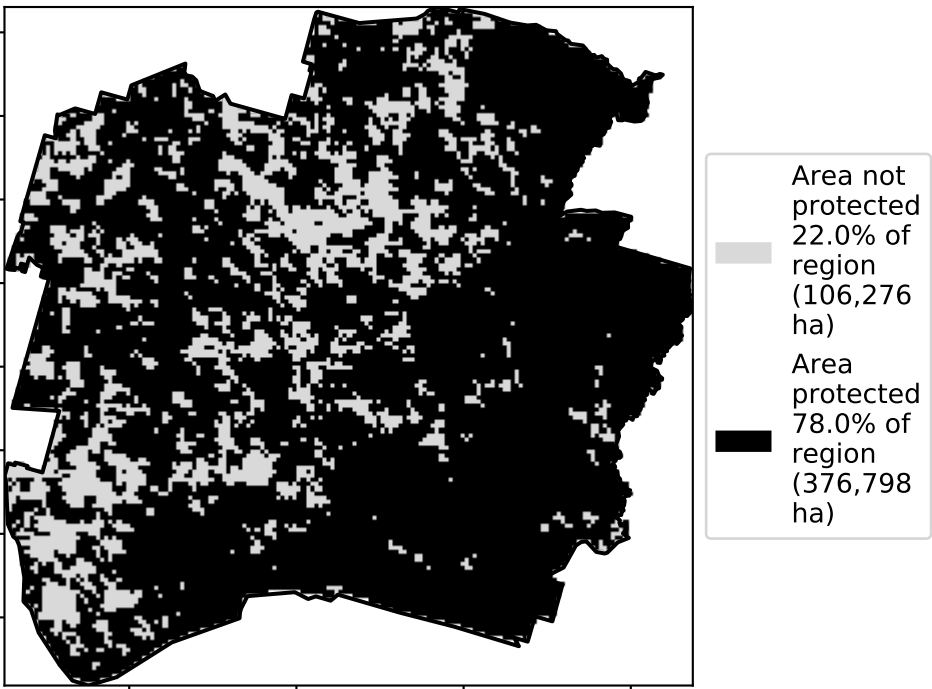 Area not
protected
22.0% of
region
(106,276
ha)
Area
protected
78.0% of
region
(376,798
ha)